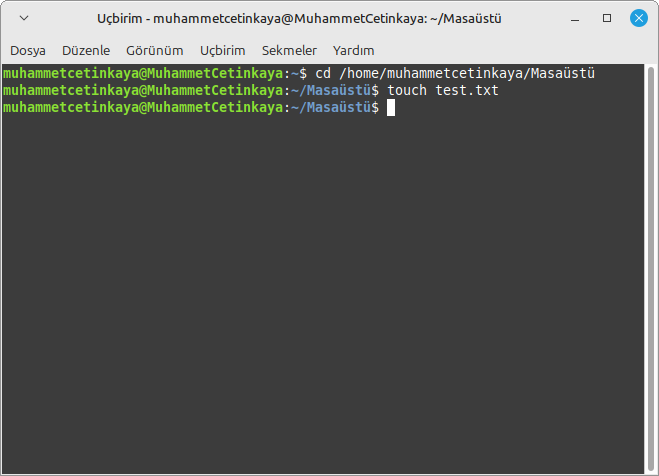 Uçbirim - muhammetcetinkaya@MuhammetCetinkaya: ~/Masaüstü
Dosya Düzenle Görünüm Uçbirim Sekmeler Yardım
muhammetcetinkaya@MuhammetCetinkaya:~$ cd /home/muhammetcetinkaya/Masaüstü
muhammetcetinkaya@MuhammetCetinkaya:~/Masaüstü$ touch test.txt
muhammetcetinkaya@MuhammetCetinkaya:~/Masaüstü$